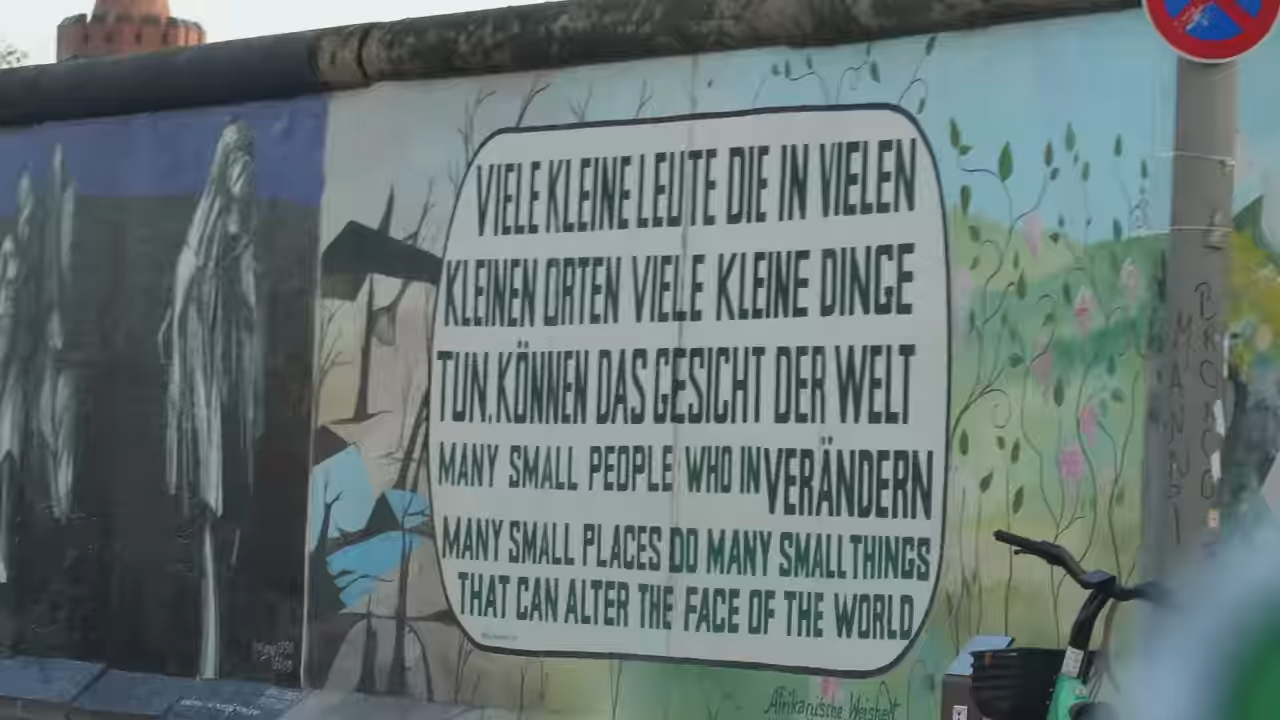 VIELE KLEINE LEUTE DIE IN VIELEN
KLEINEN ORTEN VIELE KLEINE DINGE
TUN. KÖNNEN DAS GESICHT DER WELT
MANY SMALL PEOPLE WHO IN VERÄNDERN
MANY SMALL PLACES DO MANY SMALL THINGS
THAT CAN ALTER THE FACE OF THE WORLD
Afrikanische Weisheit